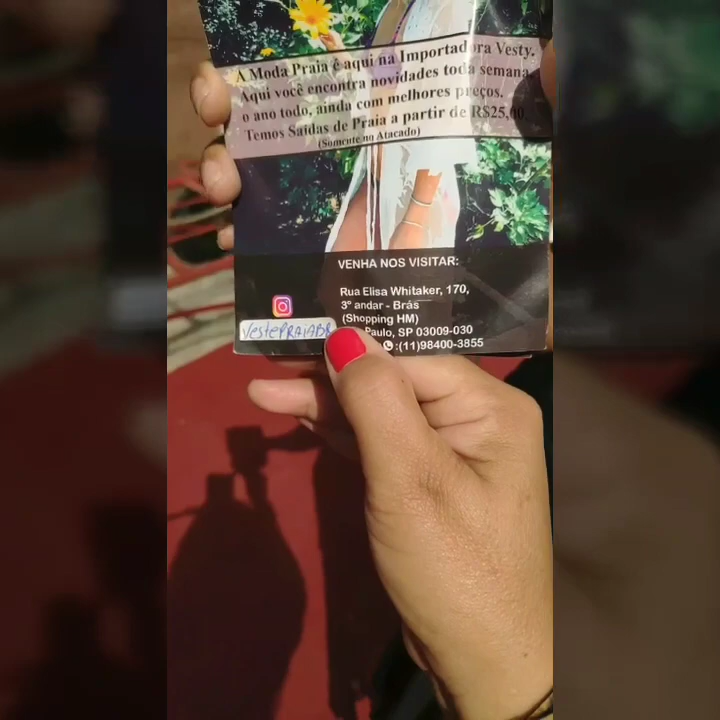 A Moda Praia é aqui na Importadora Vesty.
Aqui você encontra novidades toda semana,
o ano todo, ainda com melhores preços.
Temos Saídas de Praia a partir de R$25,00
(Somente no Atacado)
VENHA NOS VISITAR:
Rua Elisa Whitaker, 170,
3º andar - Brás
(Shopping HM)
Paulo, SP 03009-030
:(11)98400-3855
VestePRAIABR